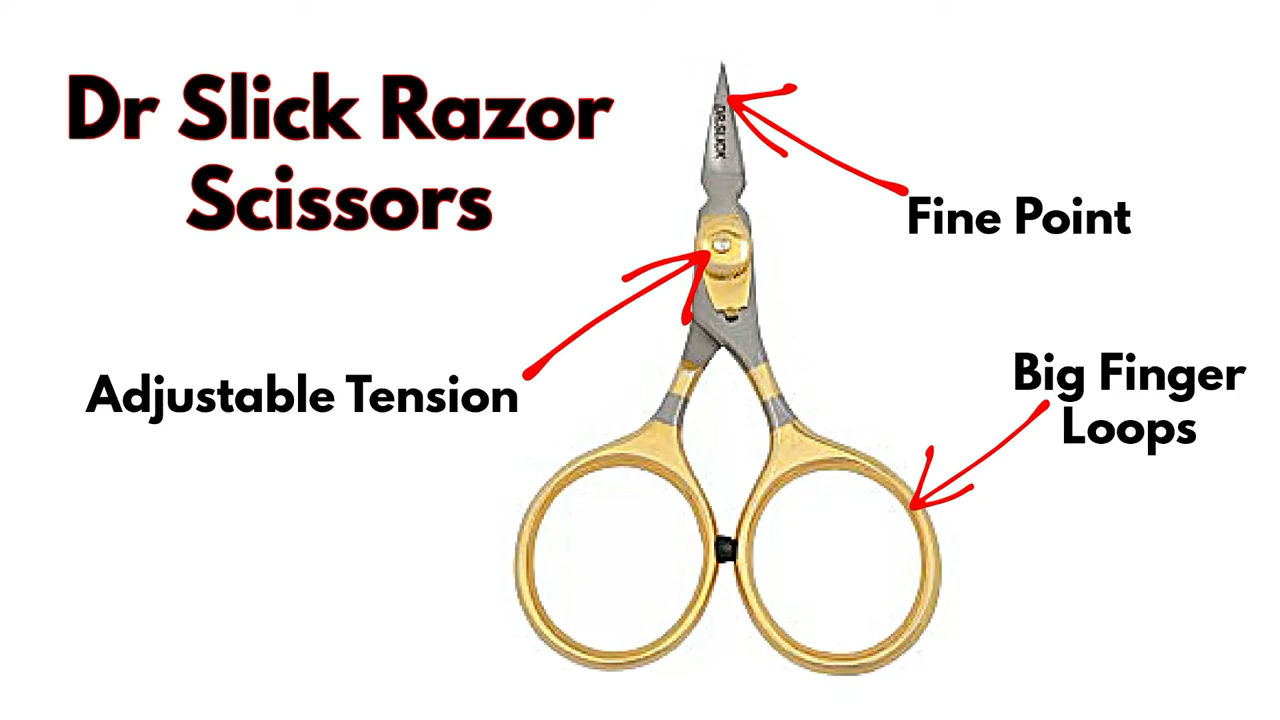 Dr Slick Razor
Scissors
DR.SLICK
Fine Point
Adjustable Tension
Big Finger
Loops